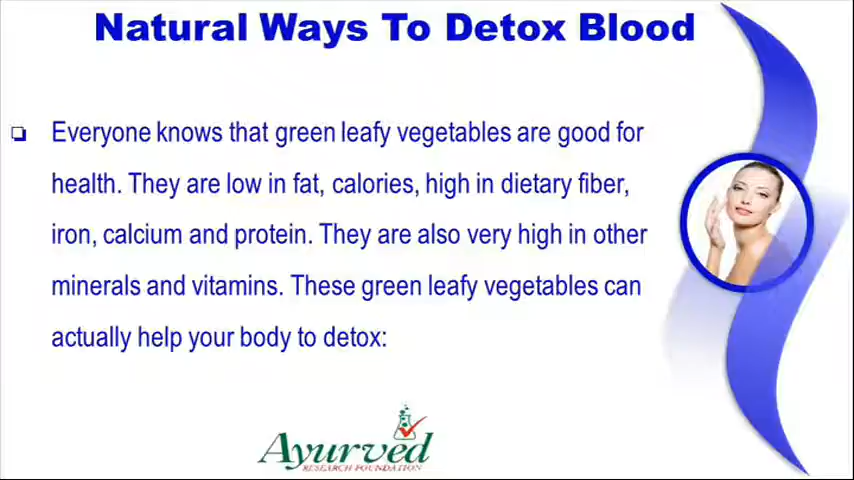 Natural Ways To Detox Blood
❑ Everyone knows that green leafy vegetables are good for
health. They are low in fat, calories, high in dietary fiber,
iron, calcium and protein. They are also very high in other
minerals and vitamins. These green leafy vegetables can
actually help your body to detox:
Ayurved
RESEARCH FOUNDATION